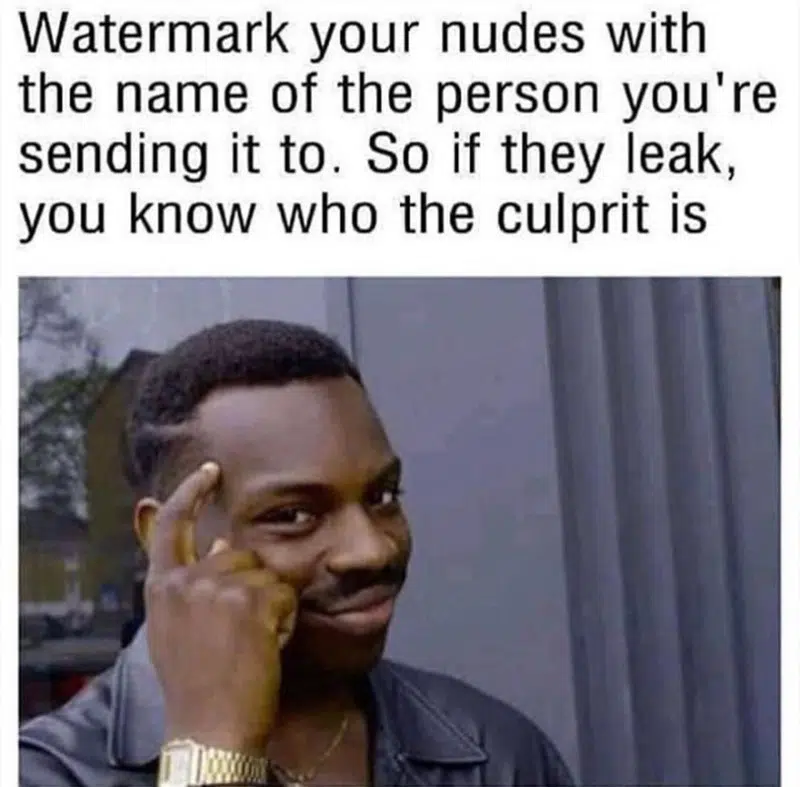 Watermark your nudes with
the name of the person you're
sending it to. So if they leak,
you know who the culprit is